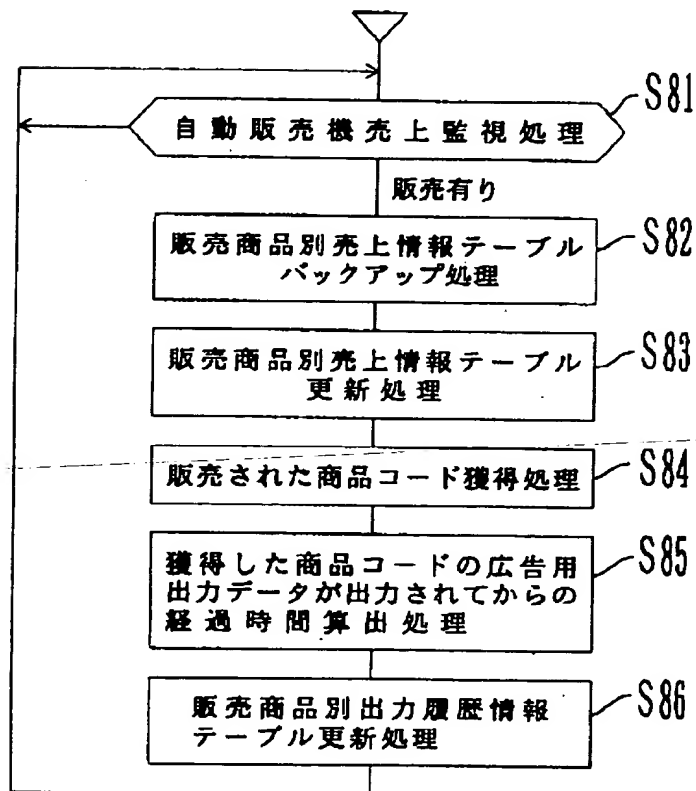 S81
自動販売機売上監視処理
販売有り
S82
販売商品別売上情報テーブル
バックアップ処理
S83
販売商品別売上情報テーブル
更新処理
S84
販売された商品コード獲得処理
S85
獲得した商品コードの広告用
出力データが出力されてからの
経過時間算出処理
S86
販売商品別出力履歴情報
テーブル更新処理